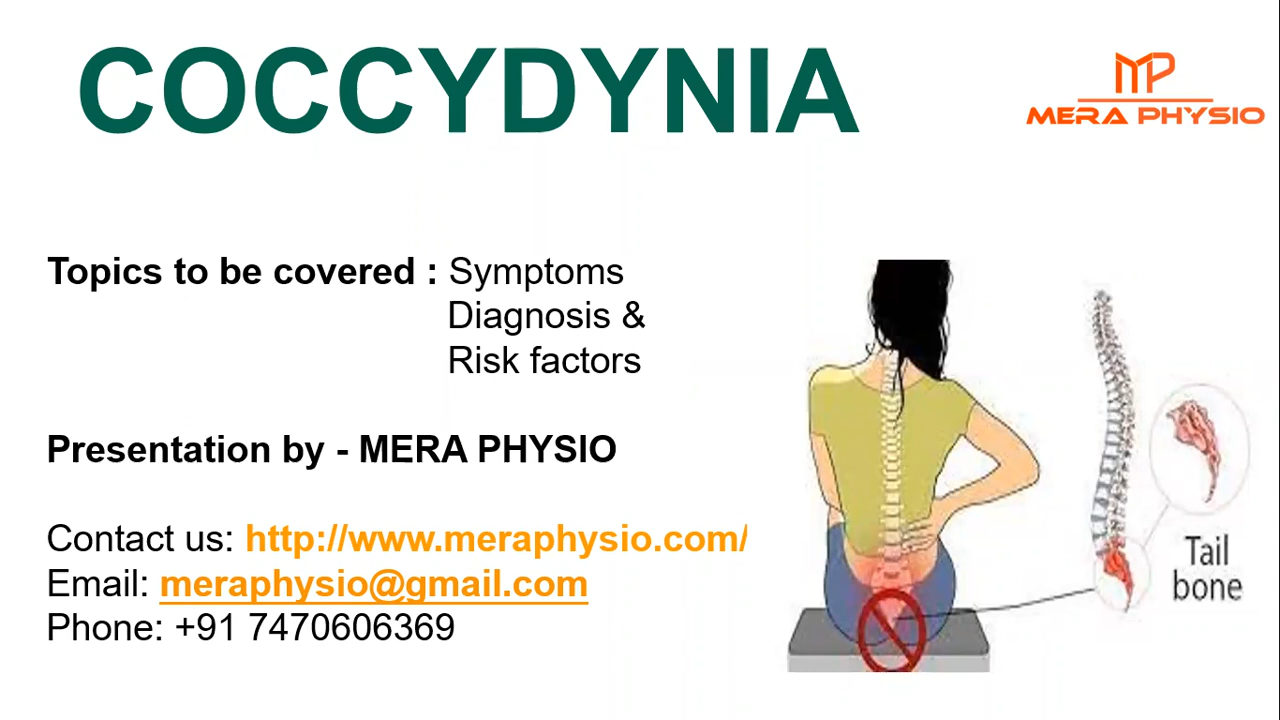 COCCYDYNIA
MP
MERA PHYSIO
Topics to be covered : Symptoms
Diagnosis &
Risk factors
Presentation by - MERA PHYSIO
Contact us: http://www.meraphysio.com/
Email: meraphysio@gmail.com
Phone: +91 7470606369
Tail
bone